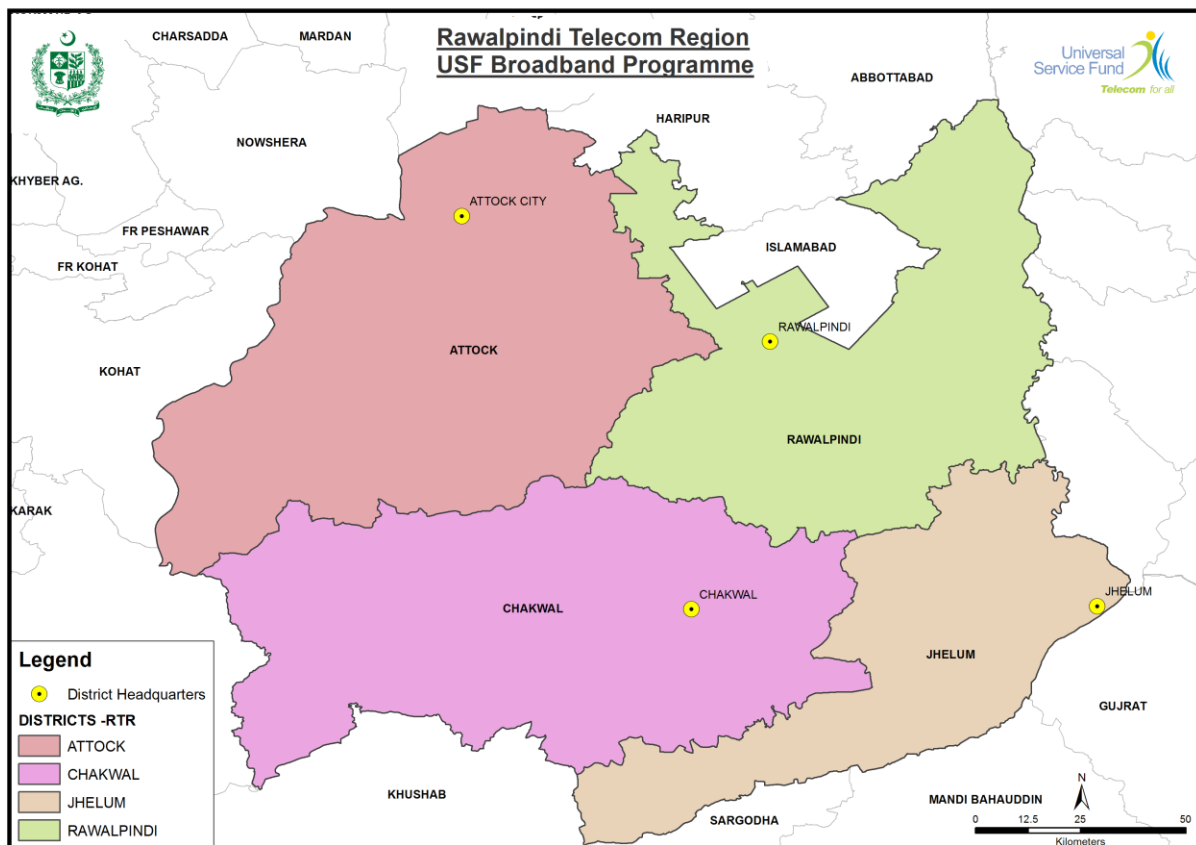 Rawalpindi Telecom Region
USF Broadband Programme
Universal
Service Fund
Telecom for all
CHARSADDA
MARDAN
ABBOTTABAD
HARIPUR
NOWSHERA
KHYBER AG.
ATTOCK CITY
FR PESHAWAR
ISLAMABAD
FR KOHAT
RAWALPINDI
ATTOCK
KOHAT
RAWALPINDI
KARAK
CHAKWAL
JHELUM
CHAKWAL
JHELUM
GUJRAT
KHUSHAB
MANDI BAHAUDDIN
SARGODHA
Legend
District Headquarters
DISTRICTS -RTR
ATTOCK
CHAKWAL
JHELUM
RAWALPINDI
N
0 12.5 25 50
Kilometers